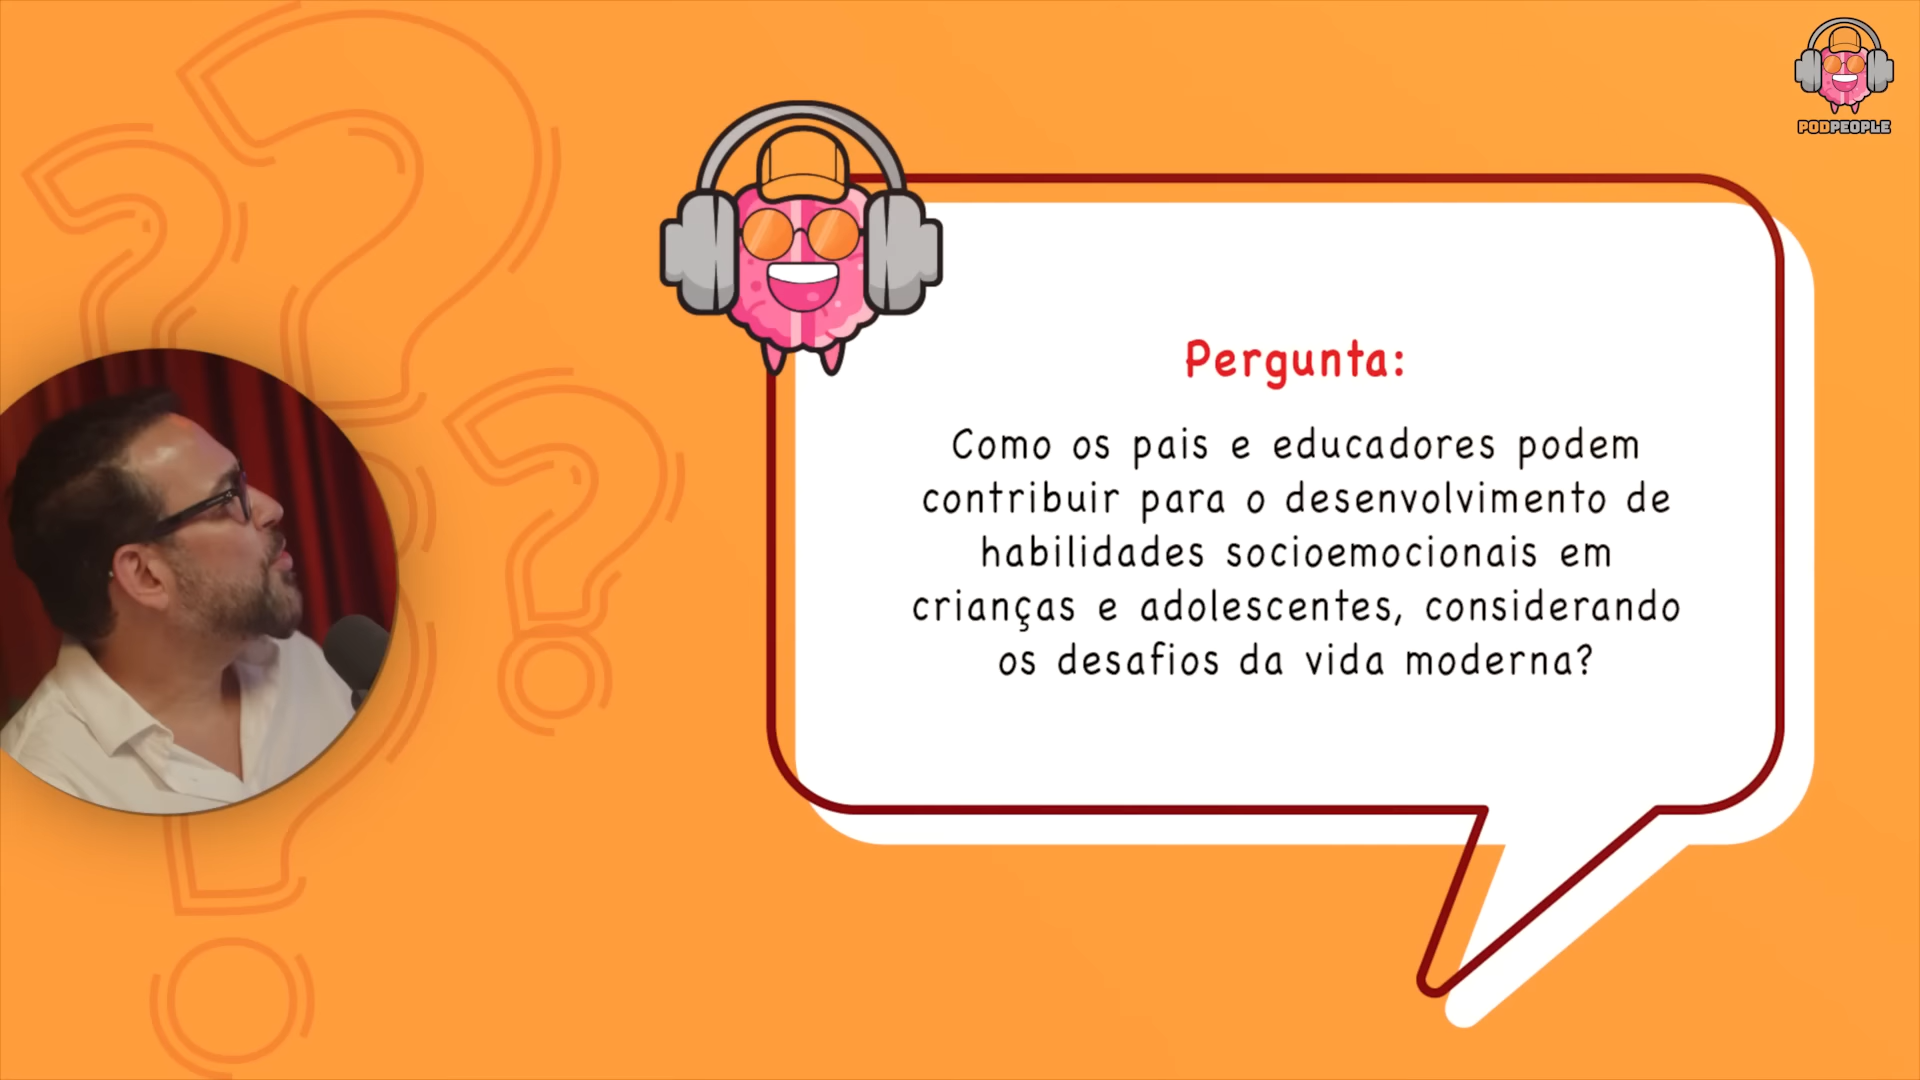 PODPEOPLE
Pergunta:
Como os pais e educadores podem
contribuir para o desenvolvimento de
habilidades socioemocionais em
crianças e adolescentes, considerando
os desafios da vida moderna?